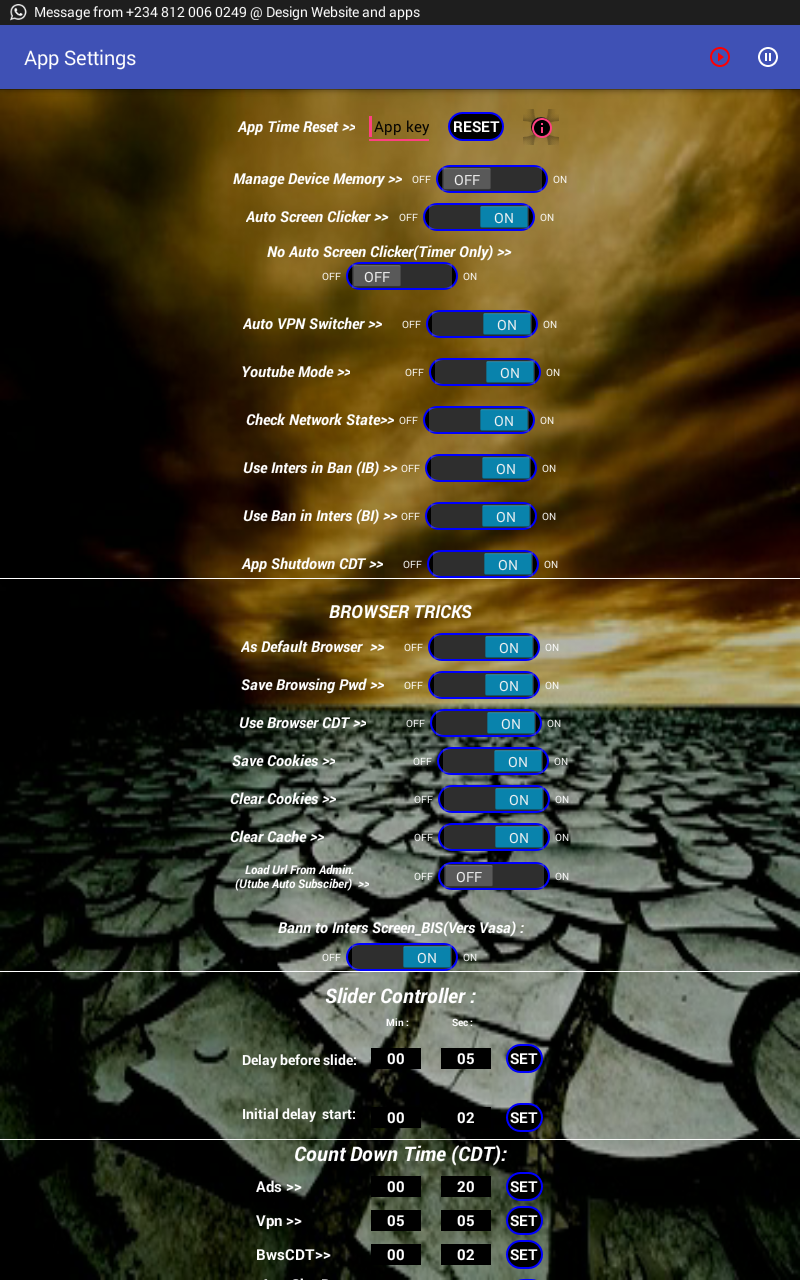 Message from +234 812 006 0249 @ Design Website and apps
App Settings
App Time Reset >> App key RESET
Manage Device Memory >> OFF OFF ON
Auto Screen Clicker >> OFF ON ON
No Auto Screen Clicker(Timer Only) >>
OFF OFF ON
Auto VPN Switcher >> OFF ON ON
Youtube Mode >> OFF ON ON
Check Network State>> OFF ON ON
Use Inters in Ban (IB) >> OFF ON ON
Use Ban in Inters (BI) >> OFF ON ON
App Shutdown CDT >> OFF ON ON
BROWSER TRICKS
As Default Browser >> OFF ON ON
Save Browsing Pwd >> OFF ON ON
Use Browser CDT >> OFF ON ON
Save Cookies >> OFF ON ON
Clear Cookies >> OFF ON ON
Clear Cache >> OFF ON ON
Load Url From Admin.
(Utube Auto Subsciber) >> OFF OFF ON
Bann to Inters Screen_BIS(Vers Vasa) :
OFF ON ON
Slider Controller :
Min : Sec :
Delay before slide: 00 05 SET
Initial delay start: 00 02 SET
Count Down Time (CDT):
Ads >> 00 20 SET
Vpn >> 05 05 SET
BwsCDT>> 00 02 SET